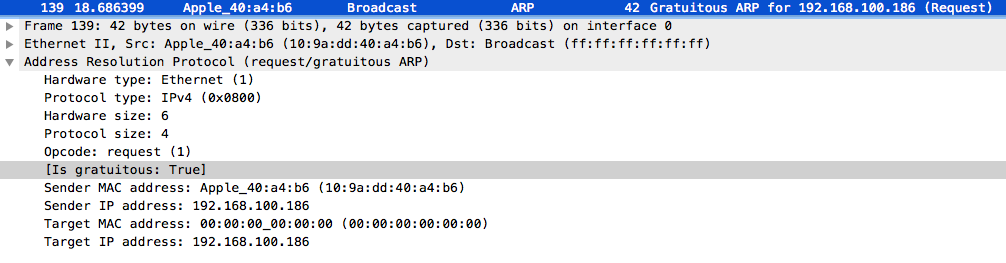 139 18.686399 Apple_40:a4:b6 Broadcast ARP 42 Gratuitous ARP for 192.168.100.186 (Request)
Frame 139: 42 bytes on wire (336 bits), 42 bytes captured (336 bits) on interface 0
Ethernet II, Src: Apple_40:a4:b6 (10:9a:dd:40:a4:b6), Dst: Broadcast (ff:ff:ff:ff:ff:ff)
Address Resolution Protocol (request/gratuitous ARP)
Hardware type: Ethernet (1)
Protocol type: IPv4 (0x0800)
Hardware size: 6
Protocol size: 4
Opcode: request (1)
[Is gratuitous: True]
Sender MAC address: Apple_40:a4:b6 (10:9a:dd:40:a4:b6)
Sender IP address: 192.168.100.186
Target MAC address: 00:00:00_00:00:00 (00:00:00:00:00:00)
Target IP address: 192.168.100.186